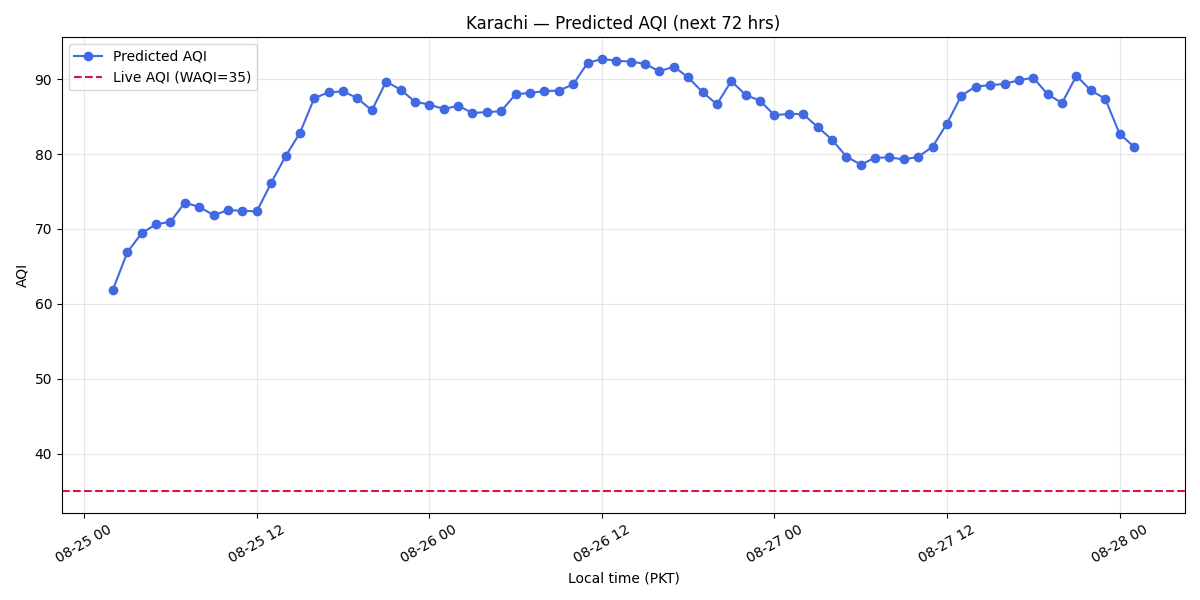 Karachi — Predicted AQI (next 72 hrs)
Predicted AQI
Live AQI (WAQI=35)
AQI
90
80
70
60
50
40
08-25 00
08-25 12
08-26 00
08-26 12
08-27 00
08-27 12
08-28 00
Local time (PKT)